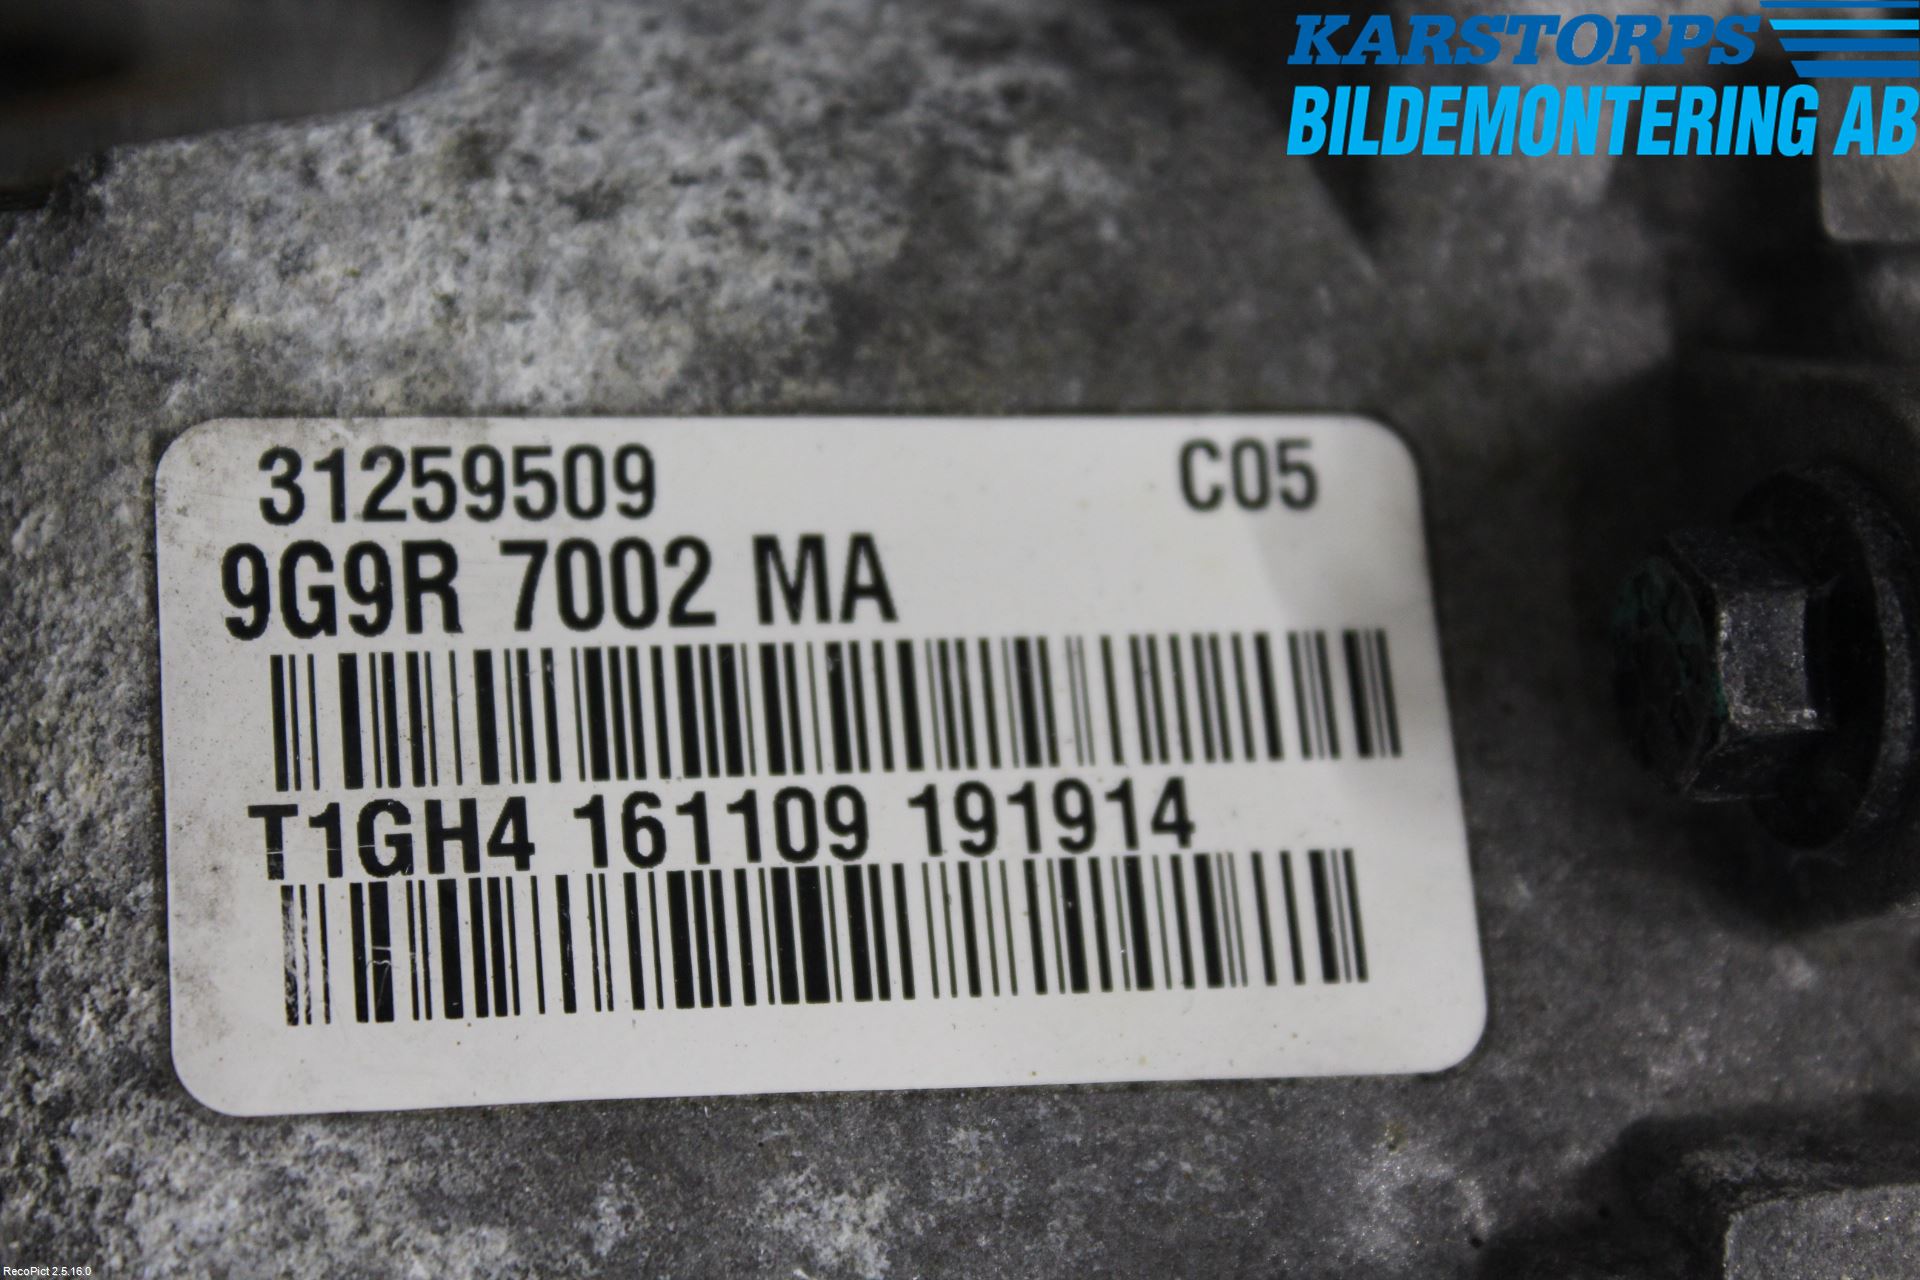 KARSTORPS
BILDEMONTERING AB
31259509 C05
9G9R 7002 MA
T1GH4 161109 191914
RecoPict 2.5.16.0